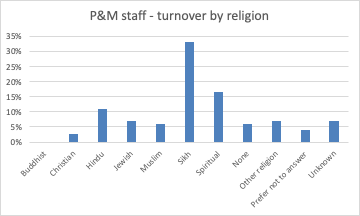 P&M staff - turnover by religion
35%
30%
25%
20%
15%
10%
5%
0%
Buddhist
Christian
Hindu
Jewish
Muslim
Sikh
Spiritual
None
Other religion
Prefer not to answer
Unknown